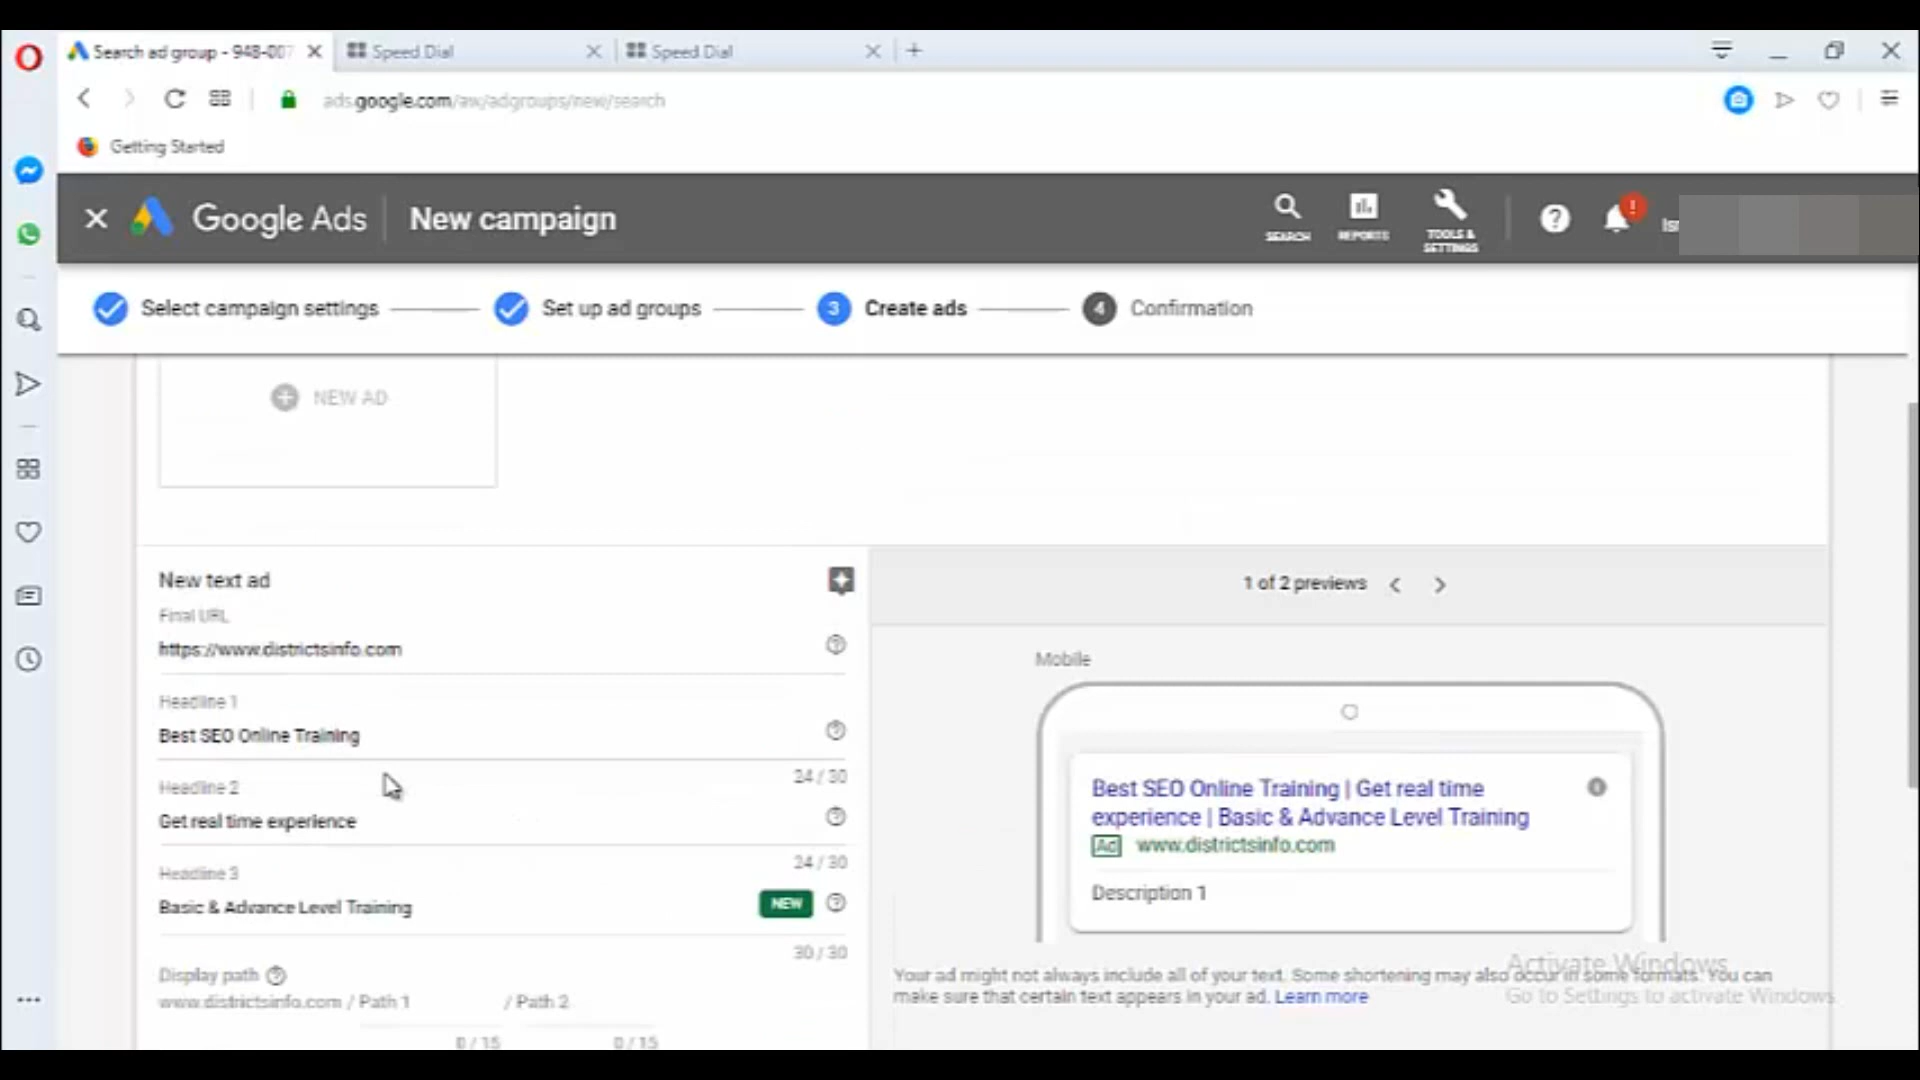 Search ad group - 948-007
Speed Dial
Speed Dial
ads.google.com/aw/adgroups/new/search
Getting Started
Google Ads
New campaign
SEARCH
REPORTS
TOOLS & SETTINGS
Select campaign settings
Set up ad groups
3 Create ads
4 Confirmation
NEW AD
New text ad
1 of 2 previews
Final URL
https://www.districtsinfo.com
Mobile
Headline 1
Best SEO Online Training
24 / 30
Headline 2
Get real time experience
24 / 30
Headline 3
Basic & Advance Level Training
NEW
30 / 30
Display path
www.districtsinfo.com / Path 1 / Path 2
0 / 15
0 / 15
Best SEO Online Training | Get real time
experience | Basic & Advance Level Training
Ad www.districtsinfo.com
Description 1
Your ad might not always include all of your text. Some shortening may also occur in some formats. You can
make sure that certain text appears in your ad. Learn more
Activate Windows
Go to Settings to activate Windows.